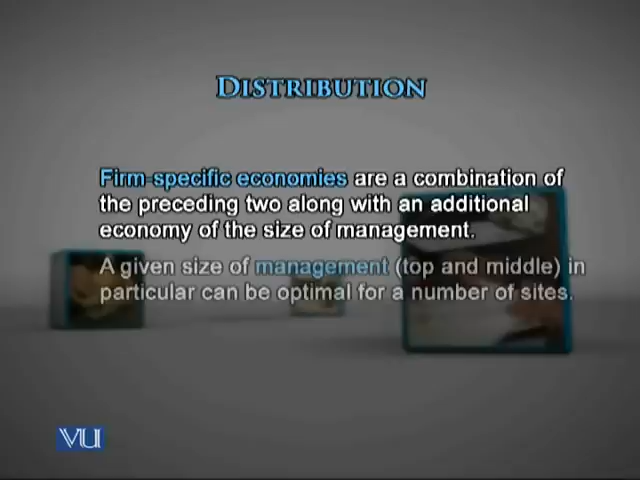 DISTRIBUTION
Firm-specific economies are a combination of
the preceding two along with an additional
economy of the size of management.
A given size of management (top and middle) in
particular can be optimal for a number of sites.
VU